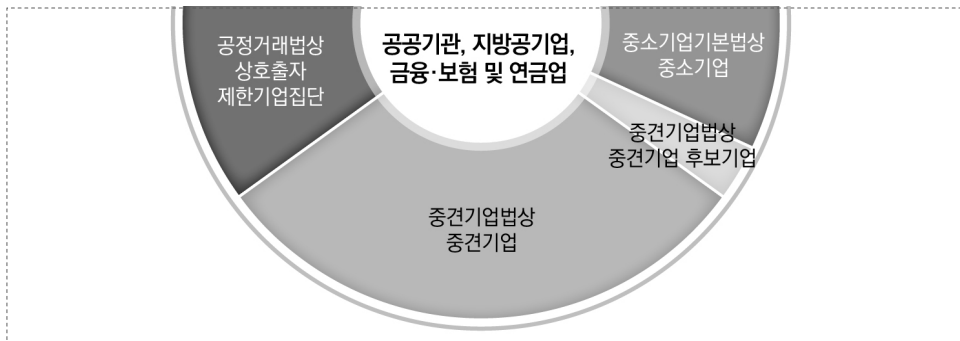 공정거래법상
상호출자
제한기업집단
공공기관, 지방공기업,
금융·보험 및 연금업
중소기업기본법상
중소기업
중견기업법상
중견기업 후보기업
중견기업법상
중견기업